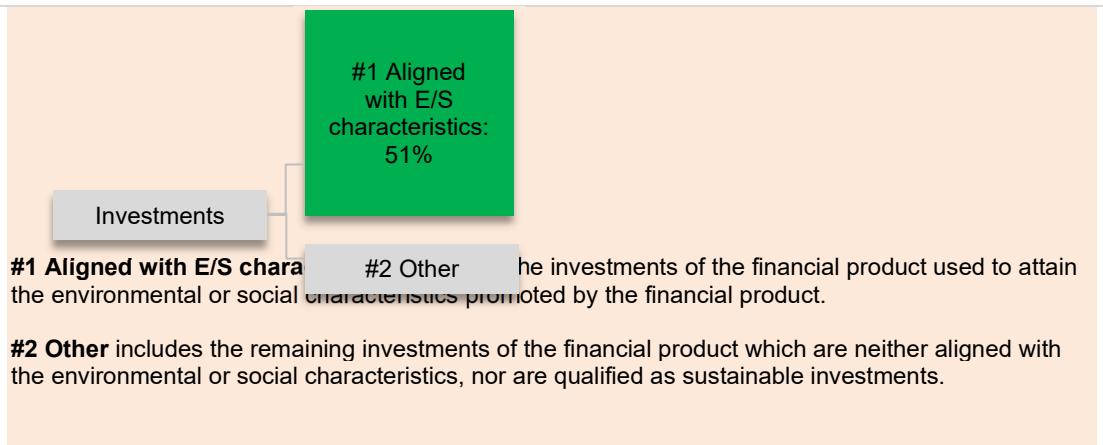 #1 Aligned
with E/S
characteristics:
51%
Investments
#2 Other
#1 Aligned with E/S chara he investments of the financial product used to attain
the environmental or social characteristics promoted by the financial product.
#2 Other includes the remaining investments of the financial product which are neither aligned with
the environmental or social characteristics, nor are qualified as sustainable investments.